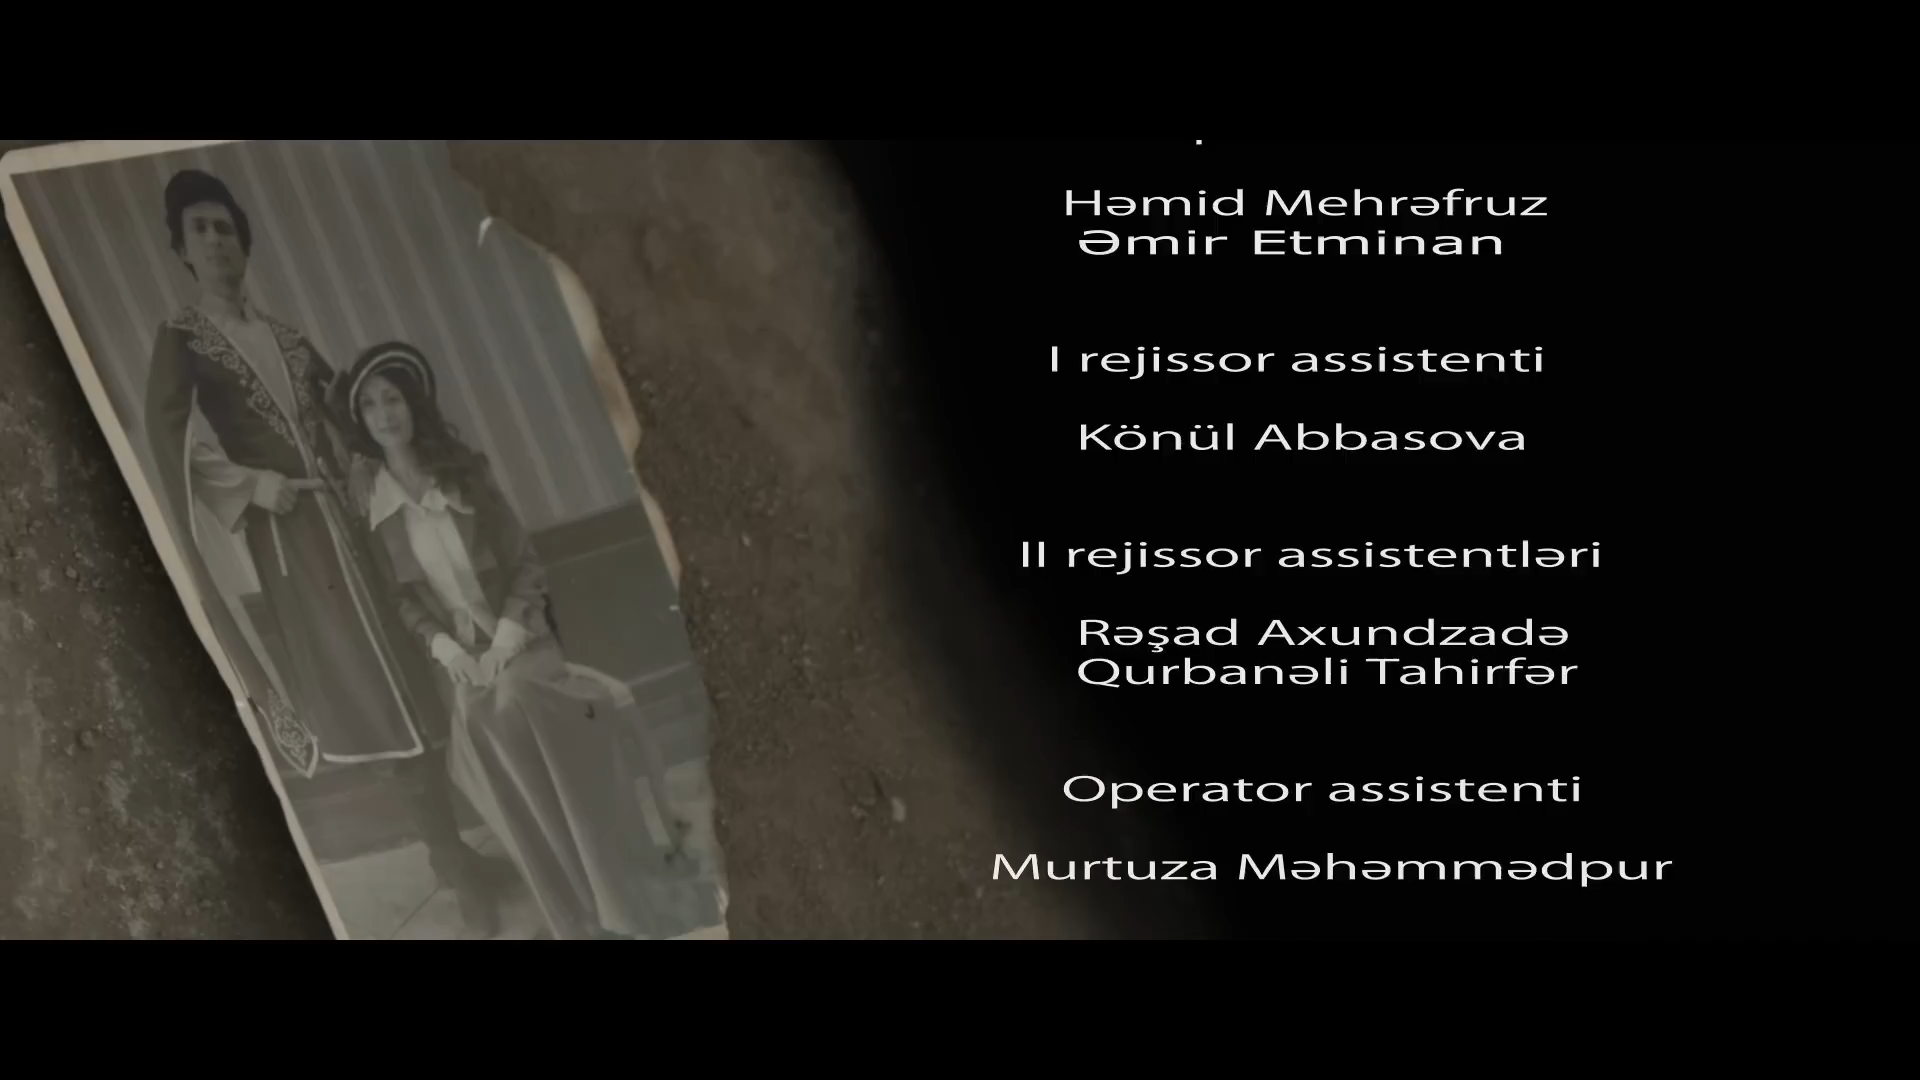 Həmid Mehrəfruz
Əmir Etminan
I rejissor assistenti
Könül Abbasova
II rejissor assistentləri
Rəşad Axundzadə
Qurbanəli Tahirfər
Operator assistenti
Murtuza Məhəmmədpur